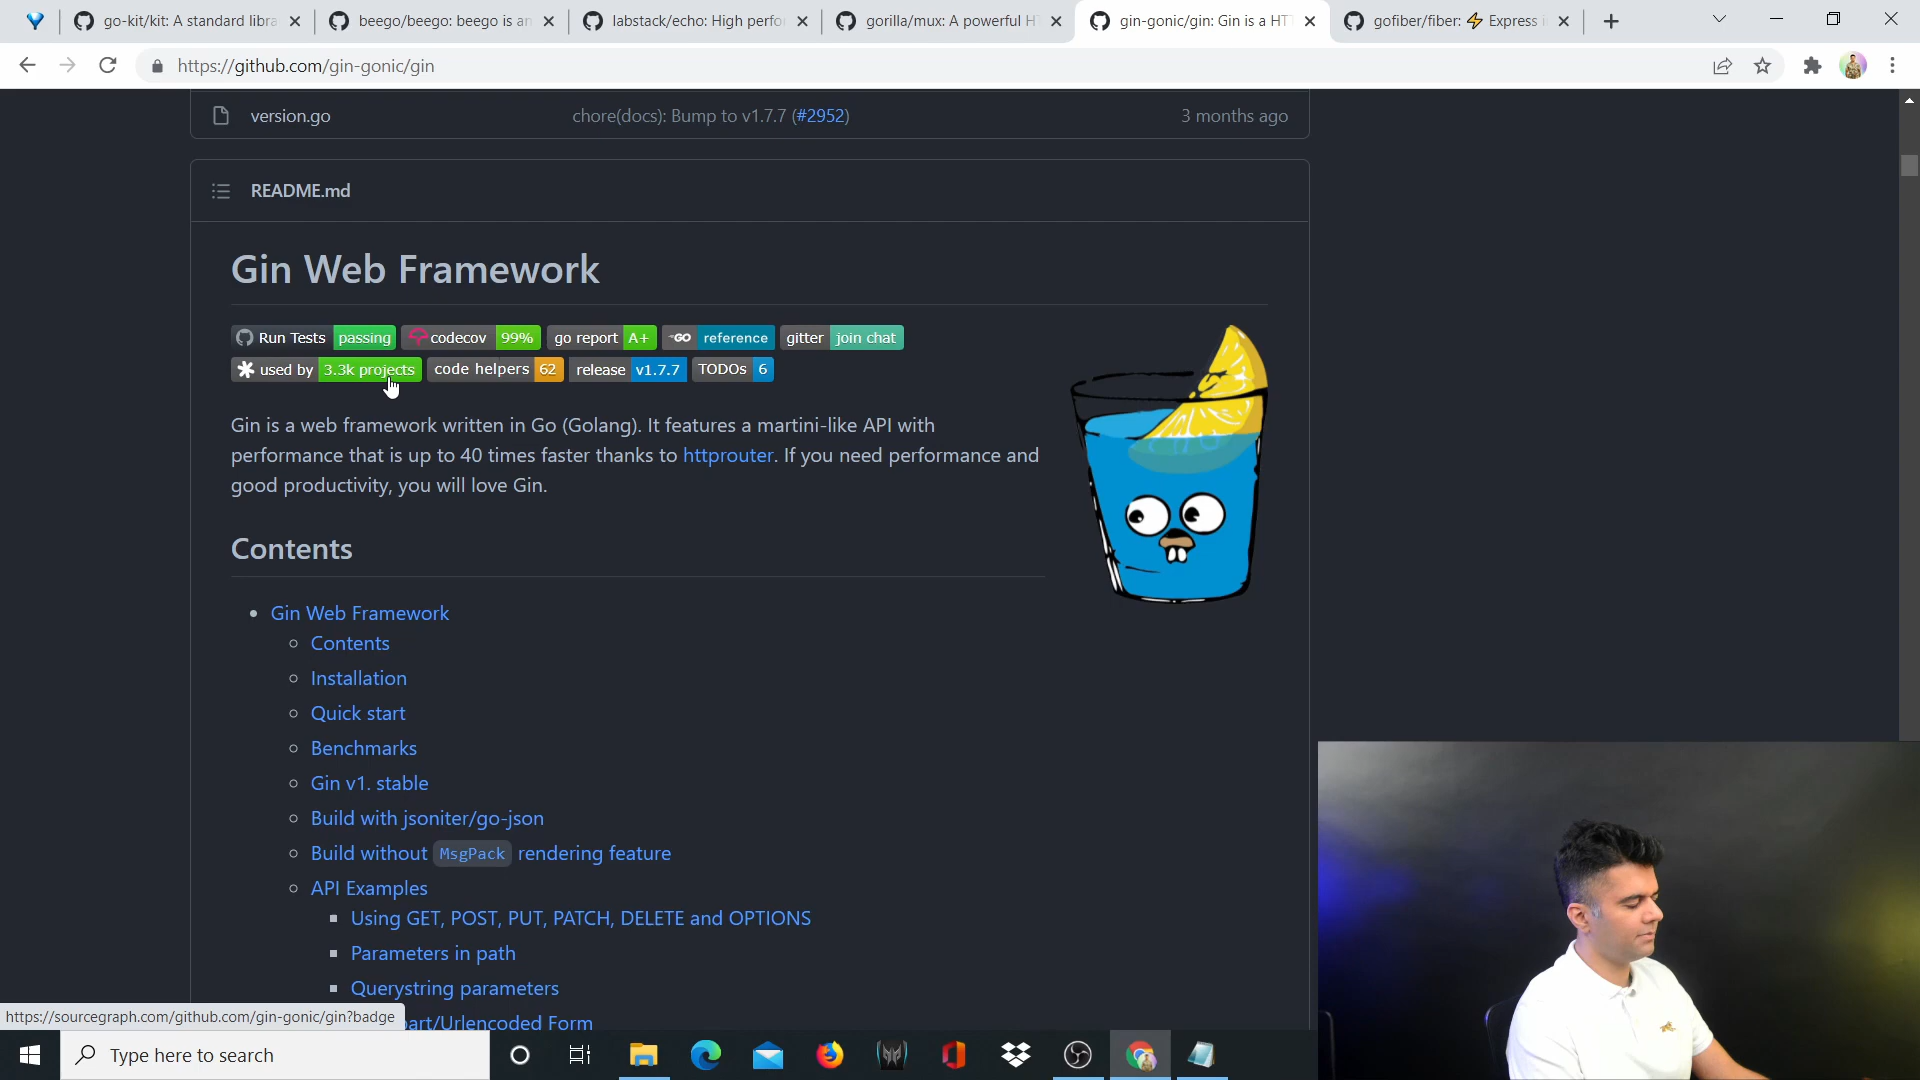 go-kit/kit: A standard libra
beego/beego: beego is an
labstack/echo: High perfo
gorilla/mux: A powerful H
gin-gonic/gin: Gin is a HT
gofiber/fiber: ⚡ Express i
https://github.com/gin-gonic/gin
version.go chore(docs): Bump to v1.7.7 (#2952) 3 months ago
README.md
Gin Web Framework
Run Tests passing codecov 99% go report A+ GO reference gitter join chat
used by 3.3k projects code helpers 62 release v1.7.7 TODOs 6
Gin is a web framework written in Go (Golang). It features a martini-like API with
performance that is up to 40 times faster thanks to httprouter. If you need performance and
good productivity, you will love Gin.
Contents
Gin Web Framework
Contents
Installation
Quick start
Benchmarks
Gin v1. stable
Build with jsoniter/go-json
Build without MsgPack rendering feature
API Examples
Using GET, POST, PUT, PATCH, DELETE and OPTIONS
Parameters in path
Querystring parameters
part/Urlencoded Form
https://sourcegraph.com/github.com/gin-gonic/gin?badge
Type here to search